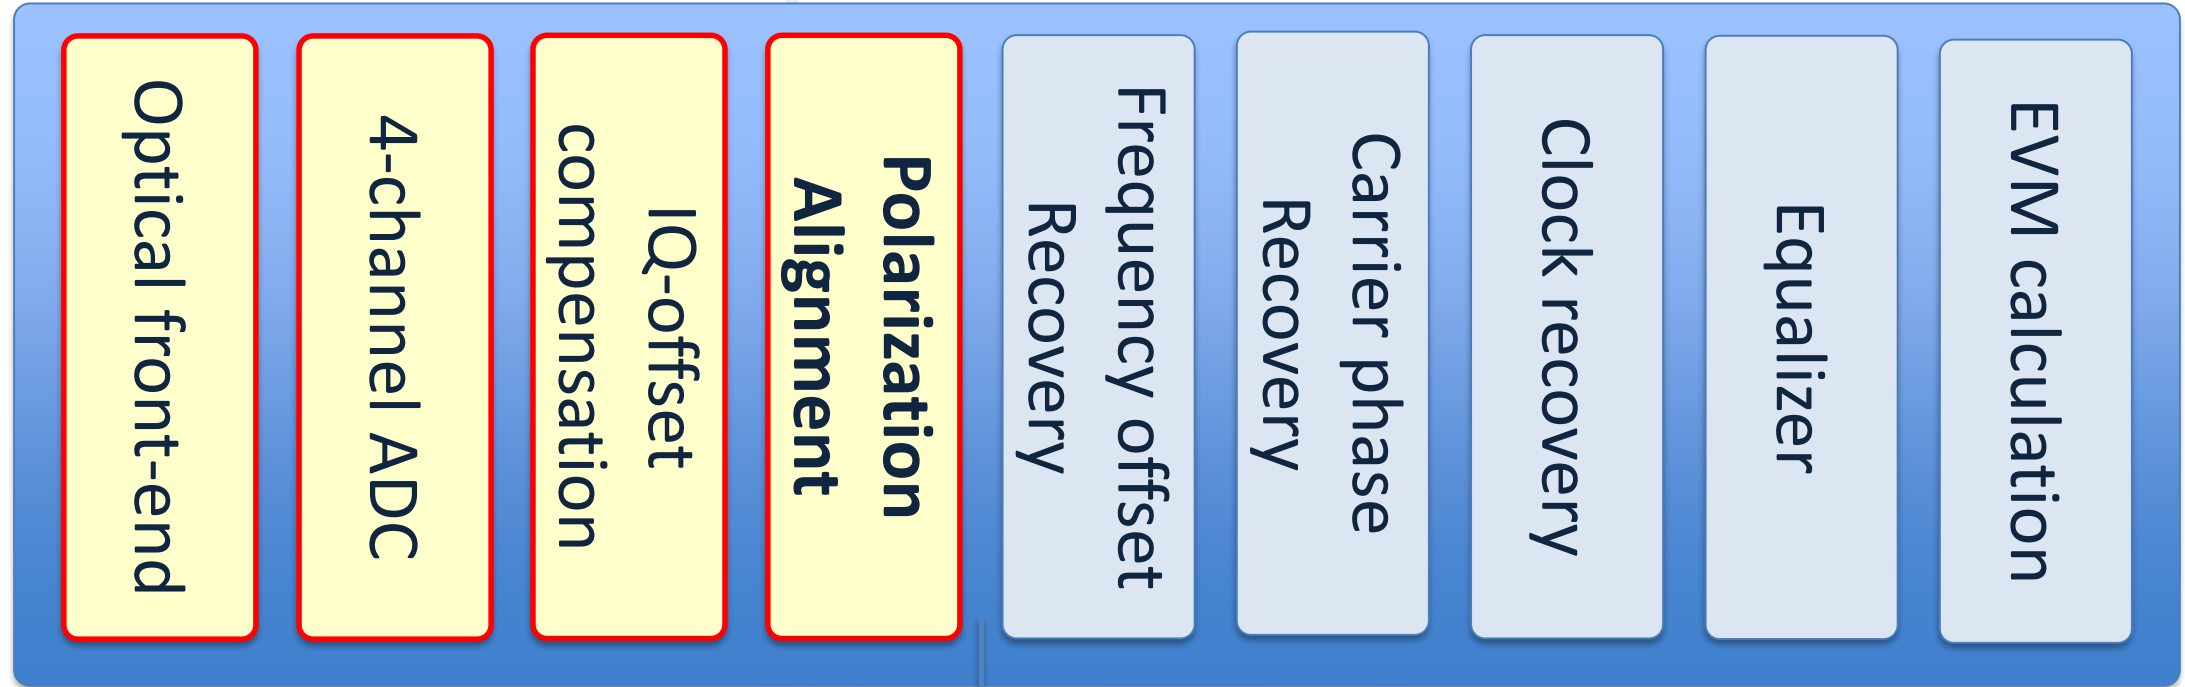 Optical front-end
4-channel ADC
IQ-offset
compensation
Polarization
Alignment
Frequency offset
Recovery
Carrier phase
Recovery
Clock recovery
Equalizer
EVM calculation